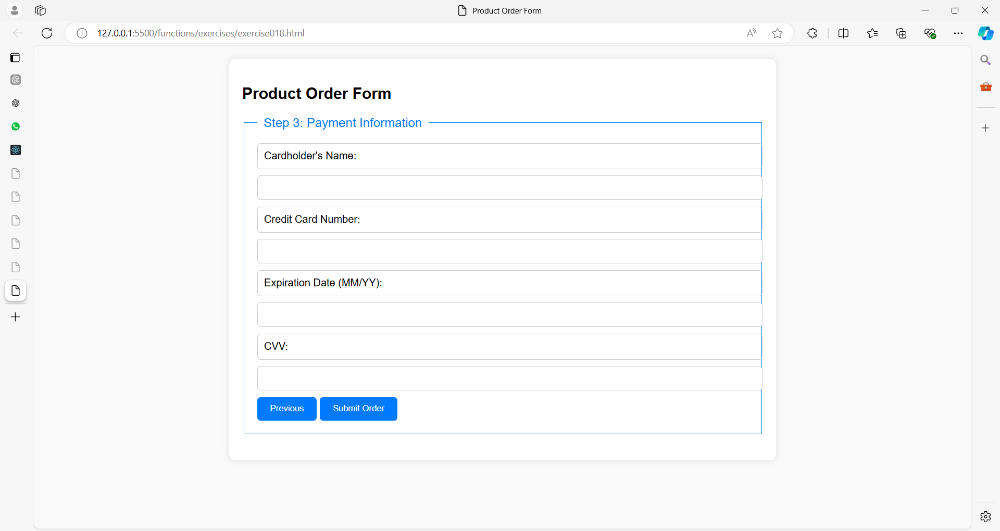 Product Order Form
127.0.0.1:5500/functions/exercises/exercise018.html
Product Order Form
Step 3: Payment Information
Cardholder's Name:
Credit Card Number:
Expiration Date (MM/YY):
CVV:
Previous Submit Order